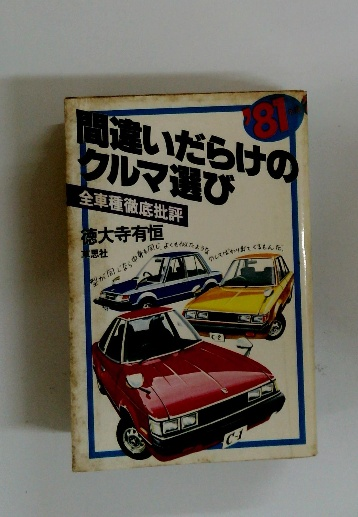 '81
間違いだらけの
クルマ選び
全車種徹底批評
徳大寺有恒
草思社